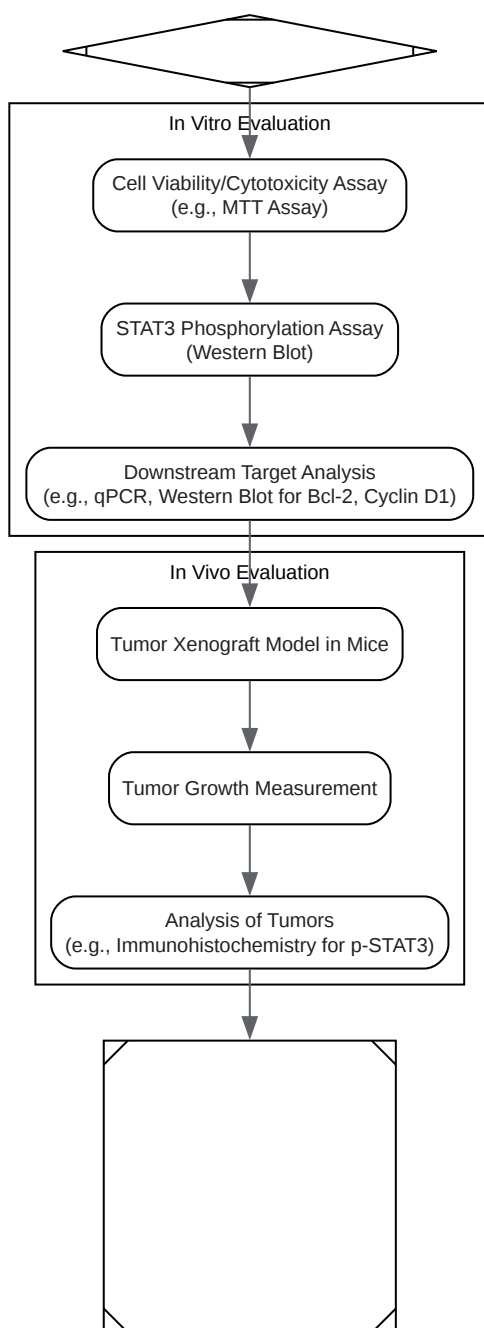 In Vitro Evaluation
Cell Viability/Cytotoxicity Assay
(e.g., MTT Assay)
STAT3 Phosphorylation Assay
(Western Blot)
Downstream Target Analysis
(e.g., qPCR, Western Blot for Bcl-2, Cyclin D1)
In Vivo Evaluation
Tumor Xenograft Model in Mice
Tumor Growth Measurement
Analysis of Tumors
(e.g., Immunohistochemistry for p-STAT3)